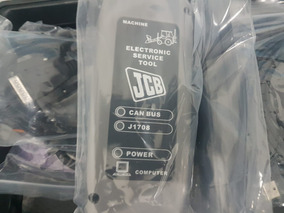 MACHINE
ELECTRONIC
SERVICE
TOOL
JCB
CAN BUS
J1708
POWER
COMPUTER